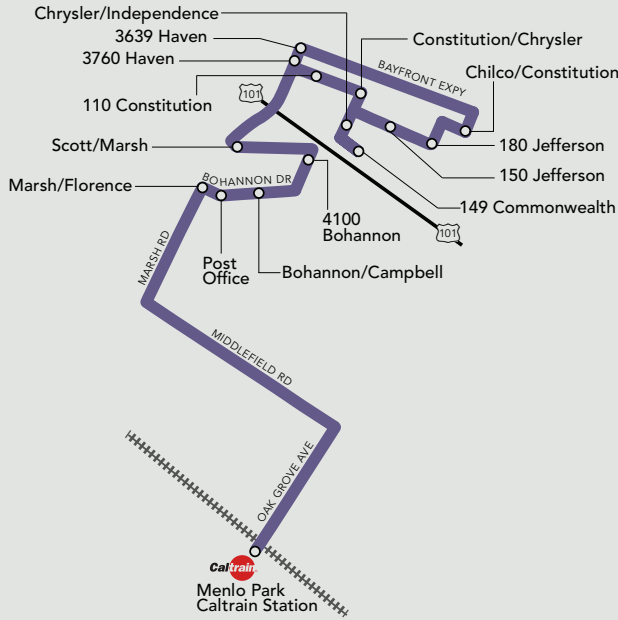 Chrysler/Independence
3639 Haven
Constitution/Chrysler
3760 Haven
BAYFRONT EXPY
Chilco/Constitution
101
110 Constitution
Scott/Marsh
180 Jefferson
150 Jefferson
BOHANNON DR
Marsh/Florence
149 Commonwealth
4100
Bohannon
101
Post
Office
Bohannon/Campbell
MARSH RD
MIDDLEFIELD RD
OAK GROVE AVE
Caltrain
Menlo Park
Caltrain Station